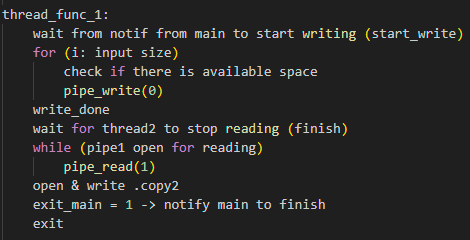 thread_func_1:
    wait from notif from main to start writing (start_write)
    for (i: input size)
        check if there is available space
        pipe_write(0)
    write_done
    wait for thread2 to stop reading (finish)
    while (pipe1 open for reading)
        pipe_read(1)
    open & write .copy2
    exit_main = 1 -> notify main to finish
    exit